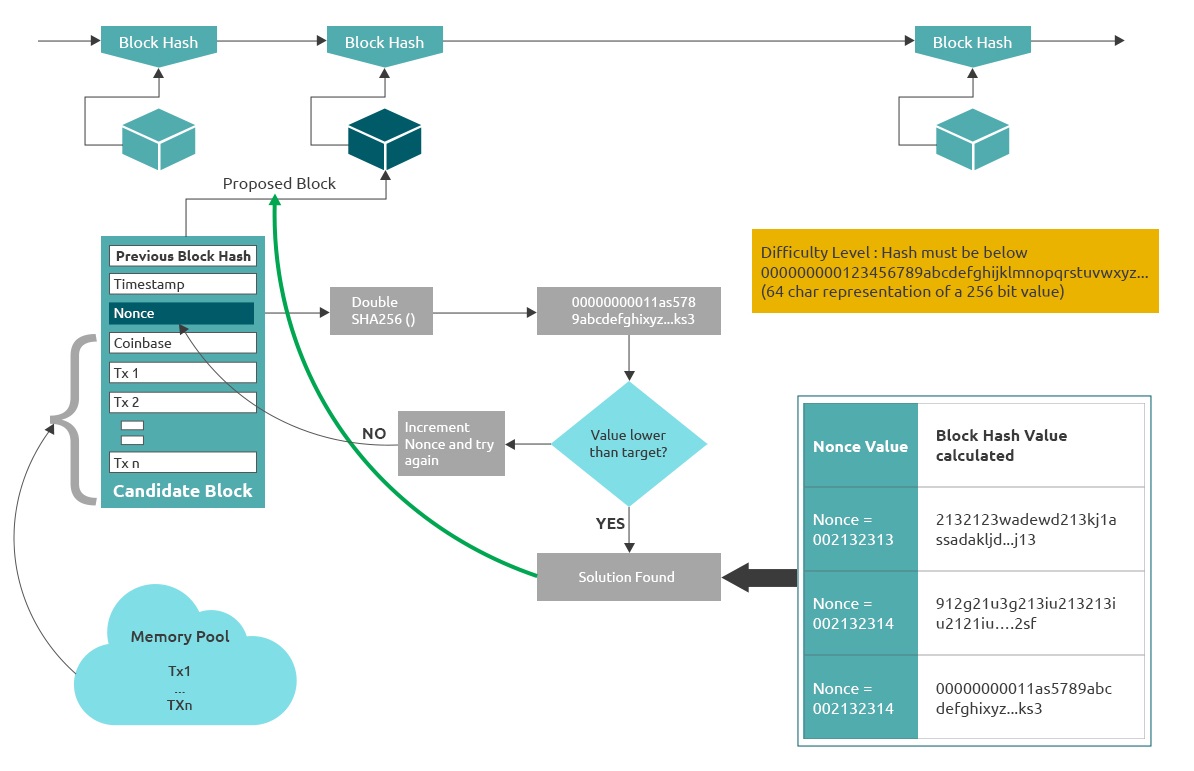 Block Hash
Block Hash
Block Hash
Proposed Block
Previous Block Hash
Timestamp
Nonce
Coinbase
Tx 1
Tx 2
Tx n
Candidate Block
Double
SHA256 ()
00000000011as578
9abcdefghixyz...ks3
Difficulty Level : Hash must be below
000000000123456789abcdefghijklmnopqrstuvwxyz...
(64 char representation of a 256 bit value)
Value lower
than target?
NO
Increment
Nonce and try
again
YES
Solution Found
Memory Pool
Tx1
...
TXn
Nonce Value
Block Hash Value
calculated
Nonce =
002132313
2132123wadewd213kj1a
ssadakljd...j13
Nonce =
002132314
912g21u3g213iu213213i
u2121iu....2sf
Nonce =
002132314
00000000011as5789abc
defghixyz...ks3